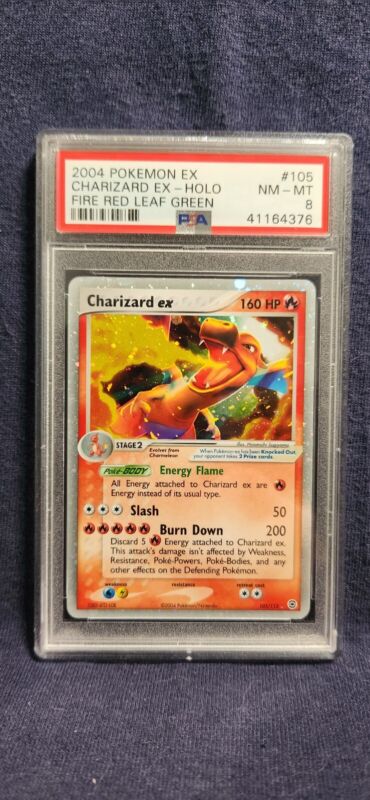 2004 POKEMON EX #105
CHARIZARD EX - HOLO NM - MT
FIRE RED LEAF GREEN 8
PSA 41164376
Charizard ex 160 HP
STAGE 2 Evolves from Charmeleon
When Pokémon-ex has been Knocked Out, your opponent takes 2 Prize cards.
Poké-BODY Energy Flame
All Energy attached to Charizard ex are
Energy instead of its usual type.
Slash 50
Burn Down 200
Discard 5 Energy attached to Charizard ex.
This attack's damage isn't affected by Weakness,
Resistance, Poké-Powers, Poké-Bodies, and any
other effects on the Defending Pokémon.
weakness resistance retreat cost
©2004 Pokémon/Nintendo 105/112